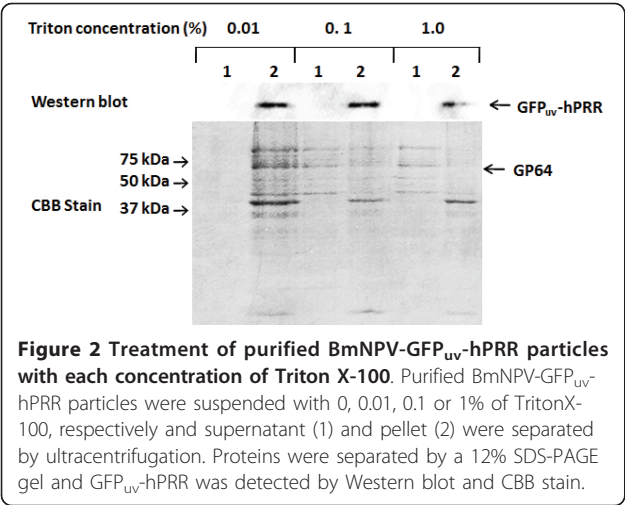 Triton concentration (%) 0.01 0. 1 1.0
1 2 1 2 1 2
Western blot ← GFPuv-hPRR
75 kDa →
← GP64
50 kDa →
CBB Stain 37 kDa →
Figure 2 Treatment of purified BmNPV-GFPuv-hPRR particles
with each concentration of Triton X-100. Purified BmNPV-GFPuv-
hPRR particles were suspended with 0, 0.01, 0.1 or 1% of TritonX-
100, respectively and supernatant (1) and pellet (2) were separated
by ultracentrifugation. Proteins were separated by a 12% SDS-PAGE
gel and GFPuv-hPRR was detected by Western blot and CBB stain.